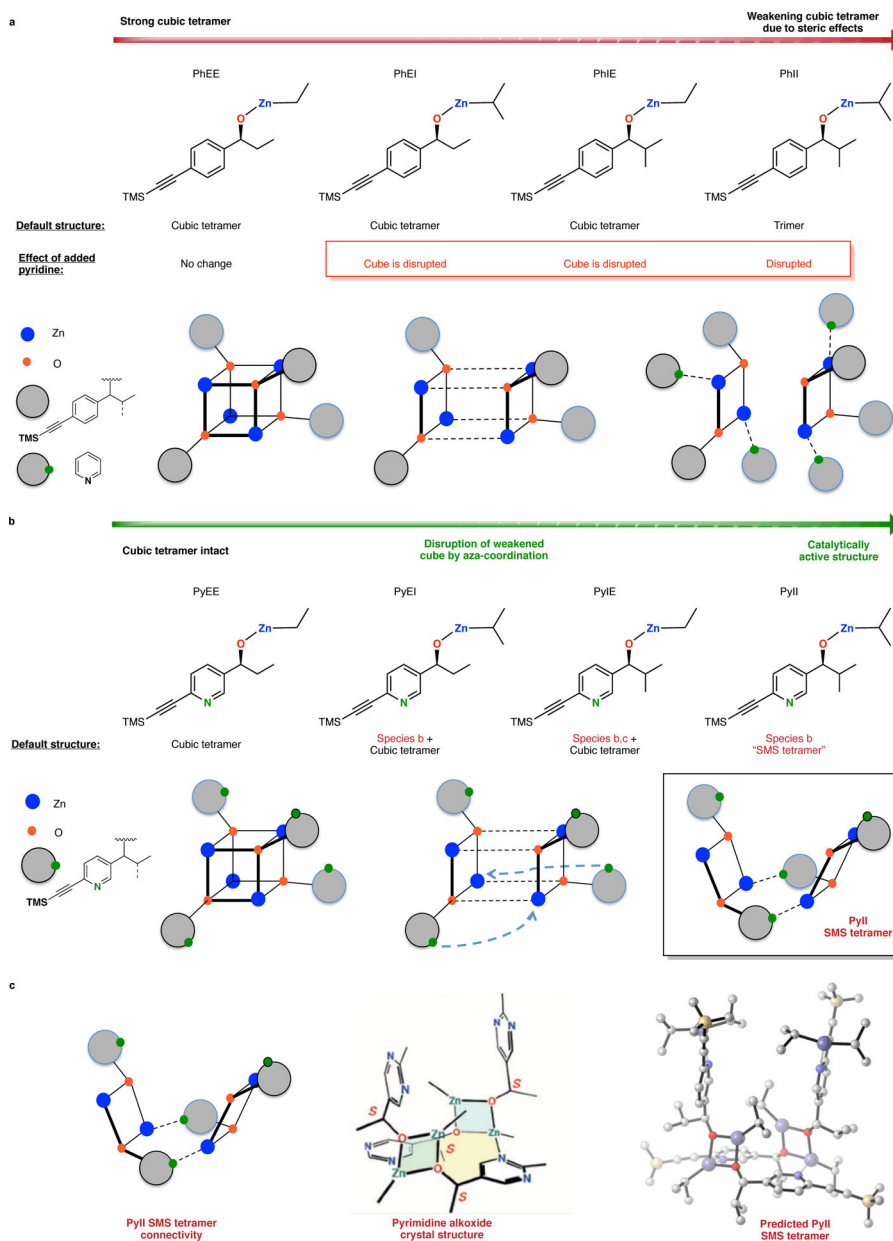 a
Strong cubic tetramer
Weakening cubic tetramer
due to steric effects
PhEE PhEI PhIE PhII
Zn Zn Zn Zn
O O O O
TMS TMS TMS TMS
Default structure: Cubic tetramer Cubic tetramer Cubic tetramer Trimer
Effect of added
pyridine: No change Cube is disrupted Cube is disrupted Disrupted
Zn
O
TMS
N
b
Cubic tetramer intact
Disruption of weakened
cube by aza-coordination
Catalytically
active structure
PyEE PyEI PyIE PyII
Zn Zn Zn Zn
O O O O
N N N N
TMS TMS TMS TMS
Default structure: Cubic tetramer
Species b +
Cubic tetramer
Species b,c +
Cubic tetramer
Species b
“SMS tetramer”
Zn
O
N
TMS
PyII
SMS tetramer
c
N
N
S
Zn O
S
Zn O Zn
N N S N N
O
Zn
S
PyII SMS tetramer
connectivity
Pyrimidine alkoxide
crystal structure
Predicted PyII
SMS tetramer